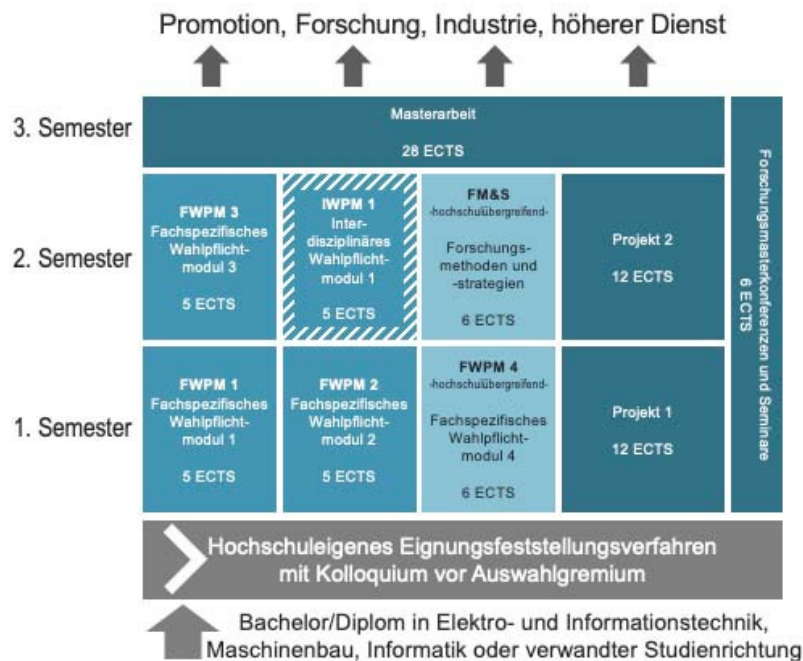 Promotion, Forschung, Industrie, höherer Dienst
3. Semester
Masterarbeit
28 ECTS
Forschungsmasterkonferenzen und Seminare
6 ECTS
2. Semester
FWPM 3
Fachspezifisches
Wahlpflicht-
modul 3
5 ECTS
IWPM 1
Inter-
disziplinäres
Wahlpflicht-
modul 1
5 ECTS
FM&S
-hochschulübergreifend-
Forschungs-
methoden und
-strategien
6 ECTS
Projekt 2
12 ECTS
1. Semester
FWPM 1
Fachspezifisches
Wahlpflicht-
modul 1
5 ECTS
FWPM 2
Fachspezifisches
Wahlpflicht-
modul 2
5 ECTS
FWPM 4
-hochschulübergreifend-
Fachspezifisches
Wahlpflicht-
modul 4
6 ECTS
Projekt 1
12 ECTS
Hochschuleigenes Eignungsfeststellungsverfahren
mit Kolloquium vor Auswahlgremium
Bachelor/Diplom in Elektro- und Informationstechnik,
Maschinenbau, Informatik oder verwandter Studienrichtung